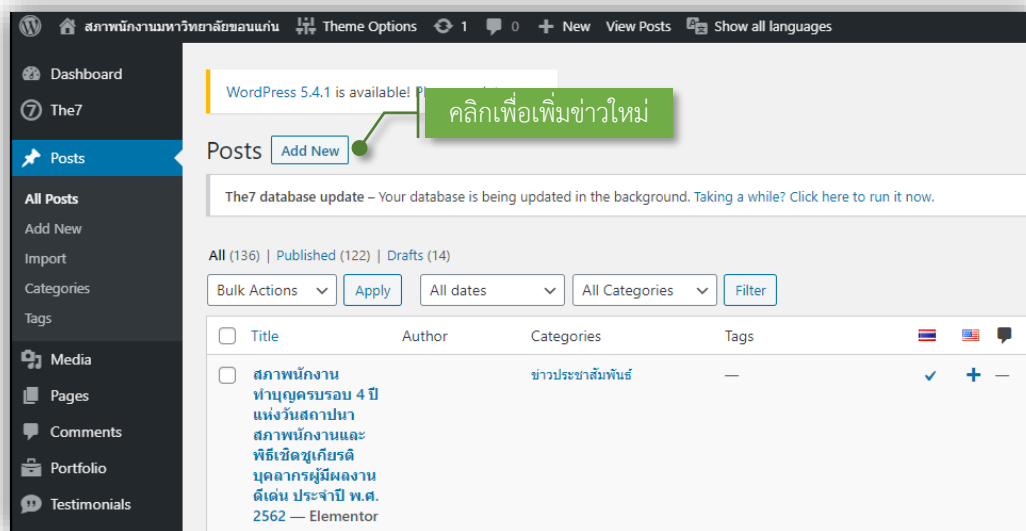 สภาพนักงานมหาวิทยาลัยขอนแก่น Theme Options 1 0 New View Posts Show all languages
Dashboard
The7
Posts
All Posts
Add New
Import
Categories
Tags
Media
Pages
Comments
Portfolio
Testimonials
WordPress 5.4.1 is available!
คลิกเพื่อเพิ่มข่าวใหม่
Posts Add New
The7 database update – Your database is being updated in the background. Taking a while? Click here to run it now.
All (136) | Published (122) | Drafts (14)
Bulk Actions Apply All dates All Categories Filter
Title Author Categories Tags
สภาพนักงาน ข่าวประชาสัมพันธ์ — —
ทำบุญครบรอบ 4 ปี
แห่งวันสถาปนา
สภาพนักงานและ
พิธีเชิดชูเกียรติ
บุคลากรผู้มีผลงาน
ดีเด่น ประจำปี พ.ศ.
2562 — Elementor